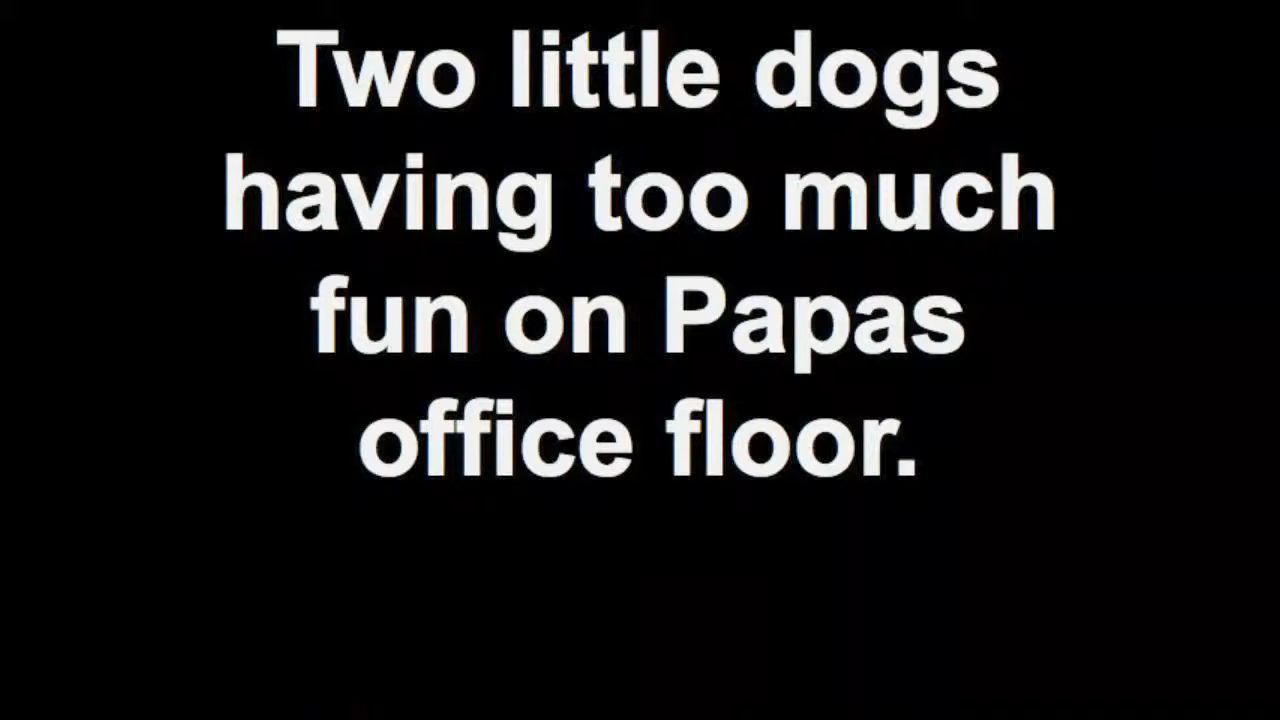 Two little dogs
having too much
fun on Papas
office floor.